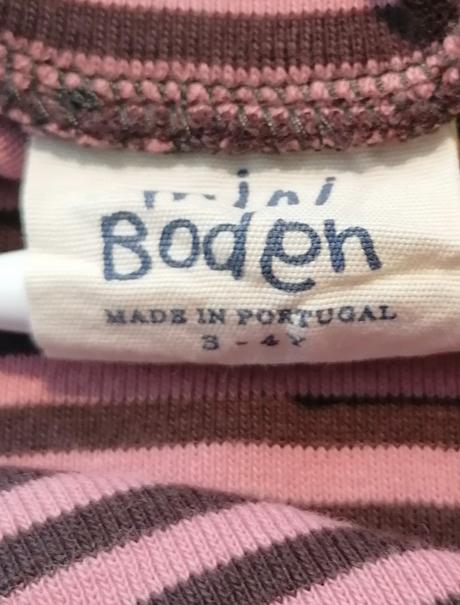 mini
Boden
MADE IN PORTUGAL
3 - 4Y